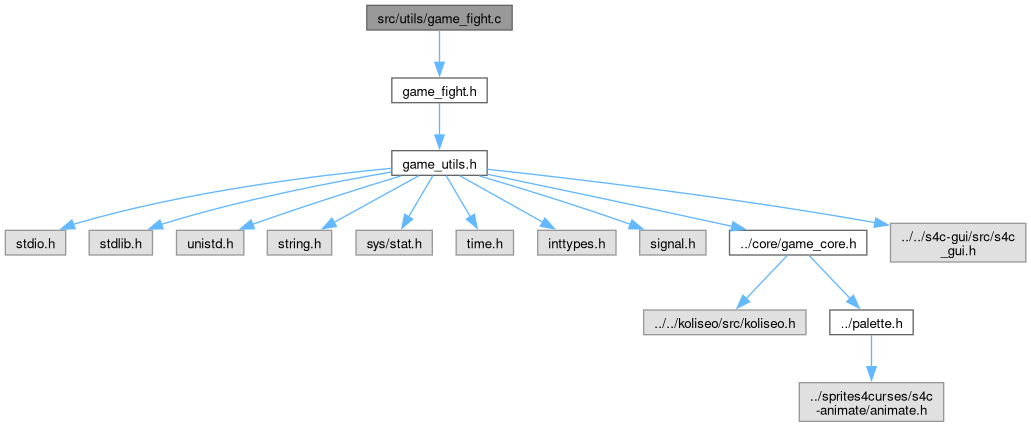 src/utils/game_fight.c
game_fight.h
game_utils.h
stdio.h
stdlib.h
unistd.h
string.h
sys/stat.h
time.h
inttypes.h
signal.h
../core/game_core.h
../../s4c-gui/src/s4c
_gui.h
../../koliseo/src/koliseo.h
../palette.h
../sprites4curses/s4c
-animate/animate.h